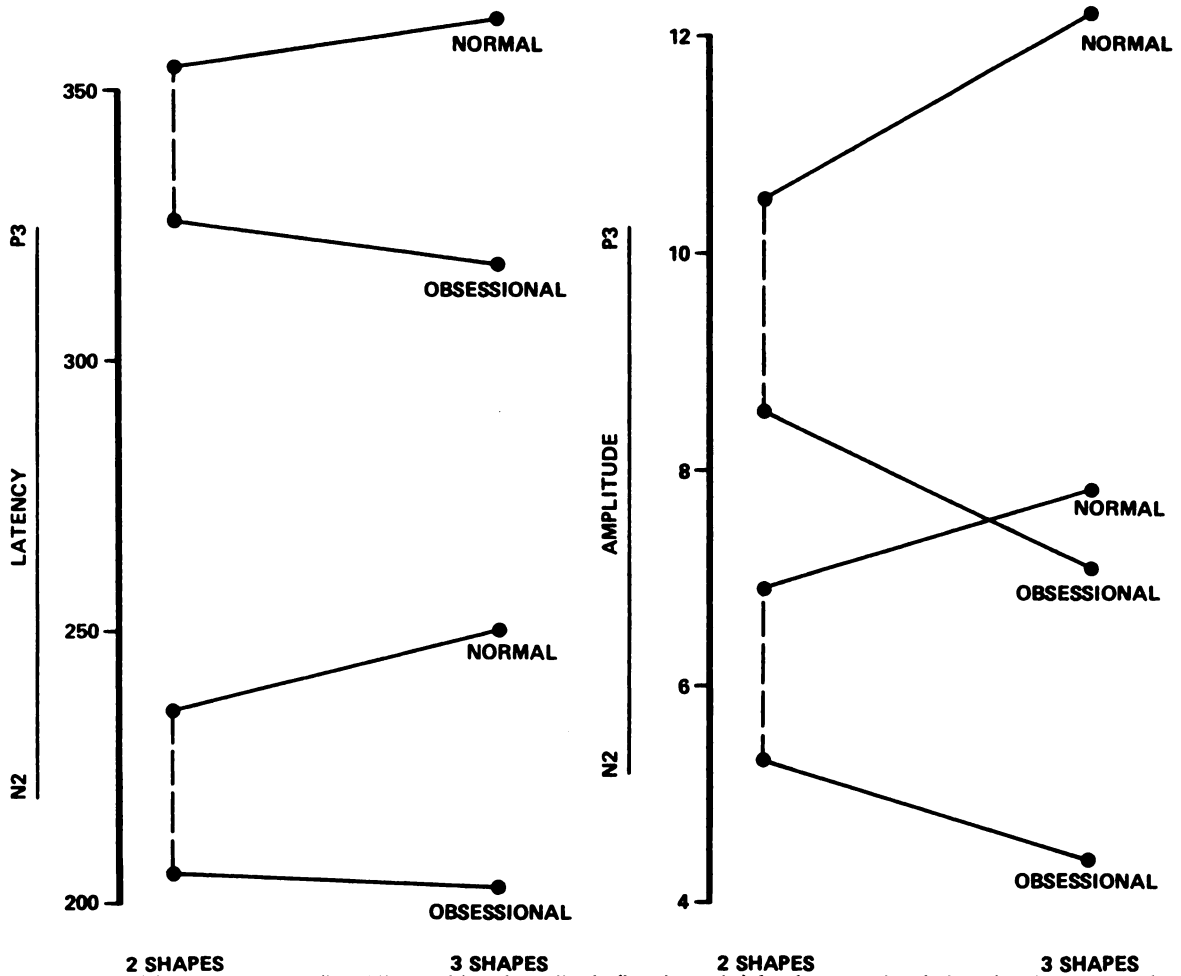 NORMAL
350
P3
OBSESSIONAL
300
LATENCY
250
NORMAL
N2
200
OBSESSIONAL
2 SHAPES
3 SHAPES
12
NORMAL
P3
10
8
AMPLITUDE
NORMAL
OBSESSIONAL
6
N2
OBSESSIONAL
4
2 SHAPES
3 SHAPES